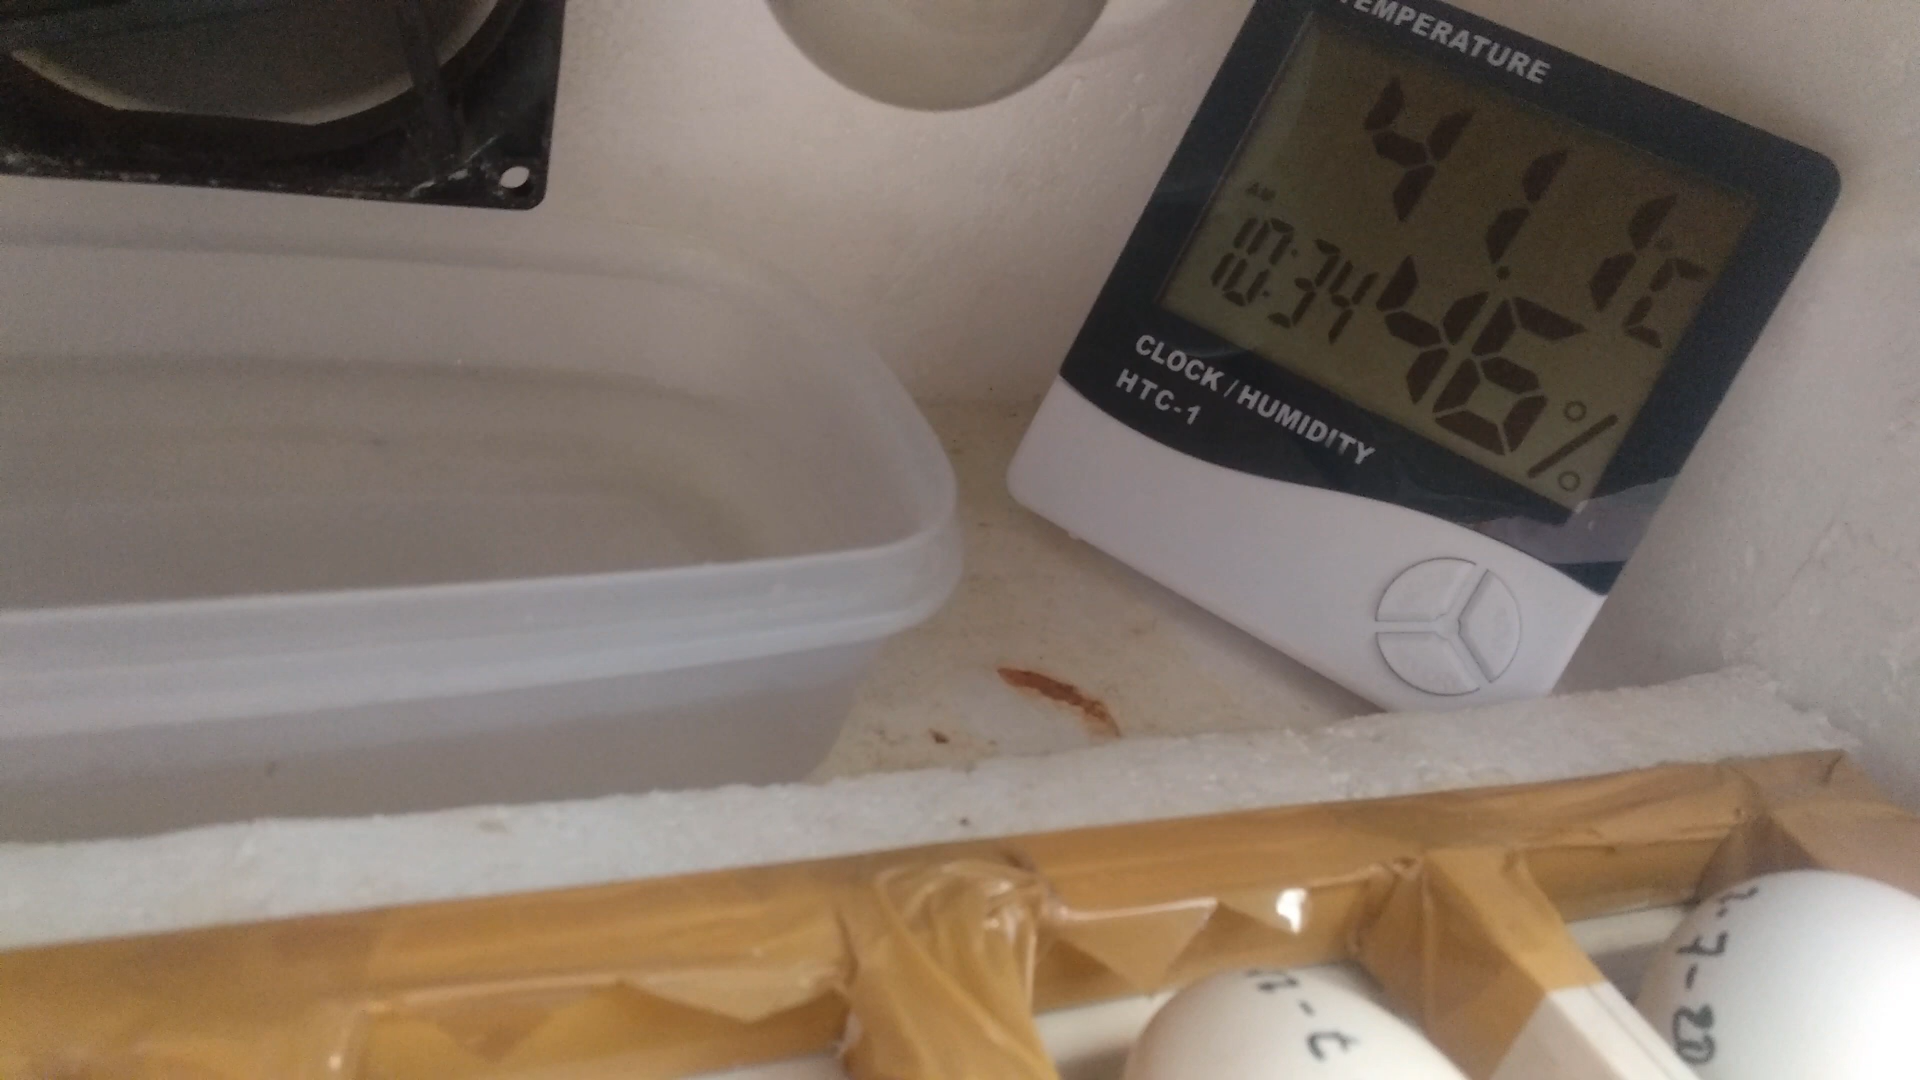 TEMPERATURE
41.1°C
AM
10:34
46%
CLOCK / HUMIDITY
HTC-1